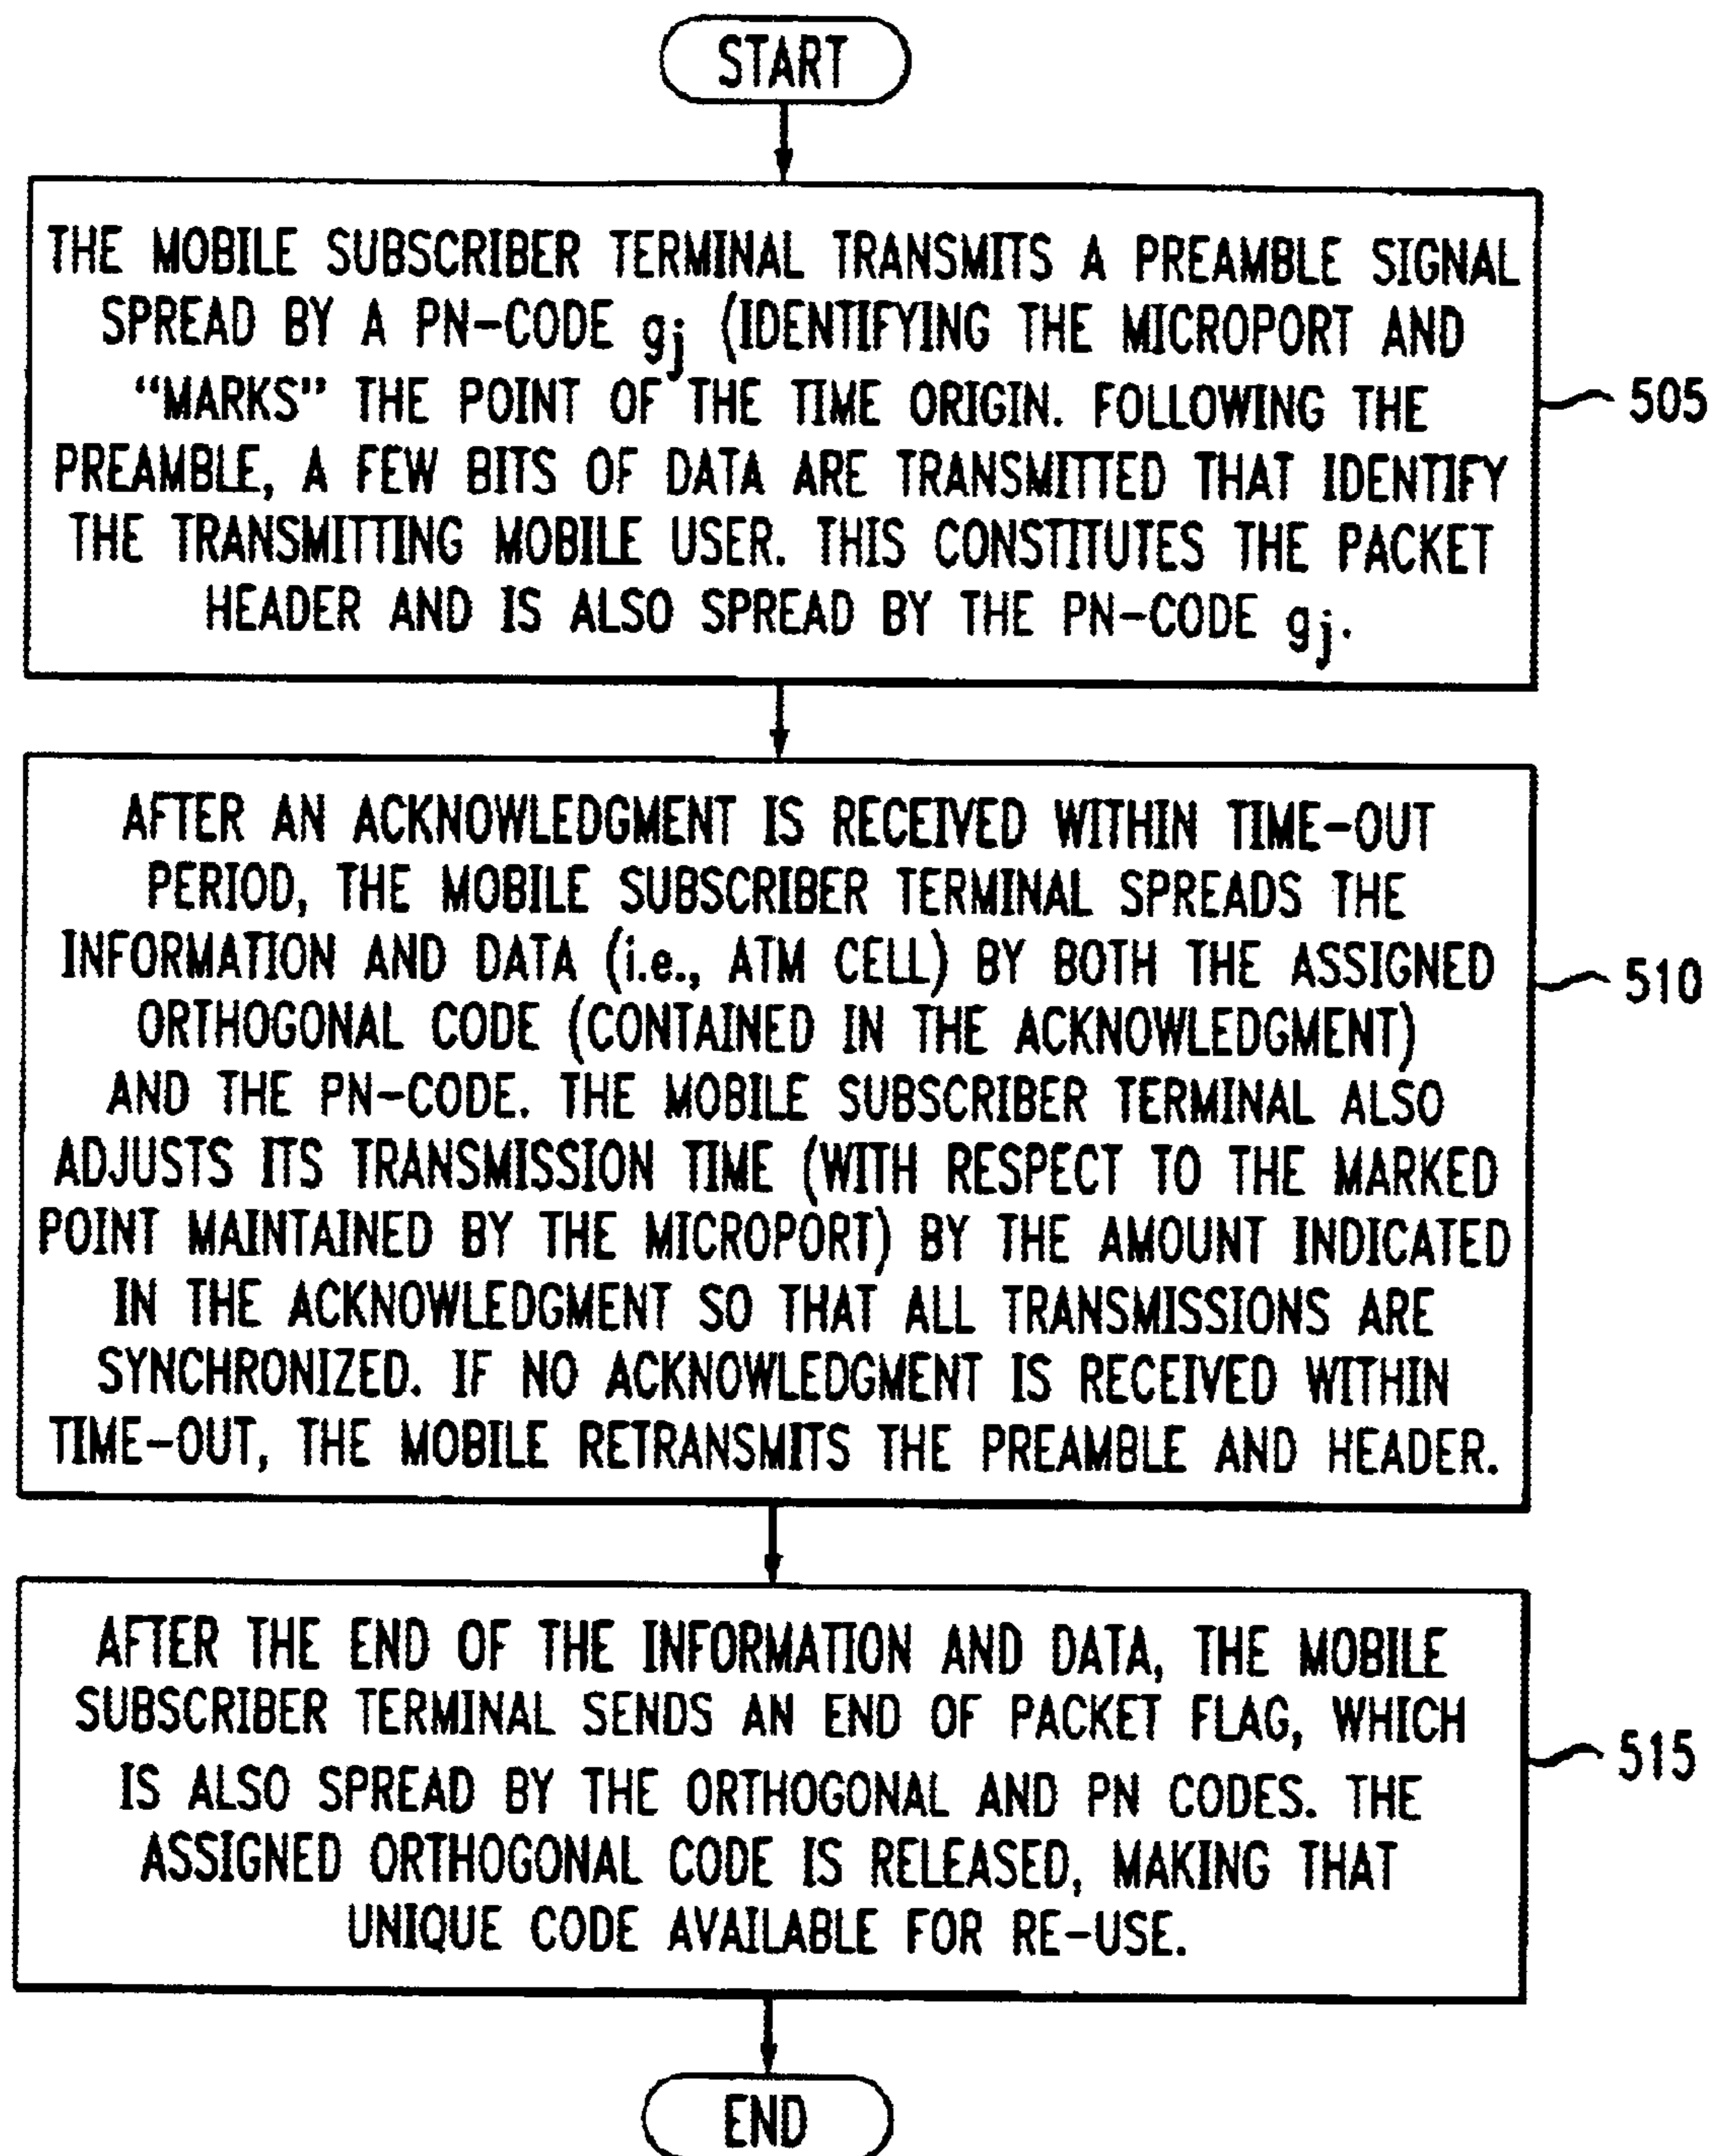 START
THE MOBILE SUBSCRIBER TERMINAL TRANSMITS A PREAMBLE SIGNAL
SPREAD BY A PN-CODE gj (IDENTIFYING THE MICROPORT AND
“MARKS” THE POINT OF THE TIME ORIGIN. FOLLOWING THE
PREAMBLE, A FEW BITS OF DATA ARE TRANSMITTED THAT IDENTIFY
THE TRANSMITTING MOBILE USER. THIS CONSTITUTES THE PACKET
HEADER AND IS ALSO SPREAD BY THE PN-CODE gj.
505
AFTER AN ACKNOWLEDGMENT IS RECEIVED WITHIN TIME-OUT
PERIOD, THE MOBILE SUBSCRIBER TERMINAL SPREADS THE
INFORMATION AND DATA (i.e., ATM CELL) BY BOTH THE ASSIGNED
ORTHOGONAL CODE (CONTAINED IN THE ACKNOWLEDGMENT)
AND THE PN-CODE. THE MOBILE SUBSCRIBER TERMINAL ALSO
ADJUSTS ITS TRANSMISSION TIME (WITH RESPECT TO THE MARKED
POINT MAINTAINED BY THE MICROPORT) BY THE AMOUNT INDICATED
IN THE ACKNOWLEDGMENT SO THAT ALL TRANSMISSIONS ARE
SYNCHRONIZED. IF NO ACKNOWLEDGMENT IS RECEIVED WITHIN
TIME-OUT, THE MOBILE RETRANSMITS THE PREAMBLE AND HEADER.
510
AFTER THE END OF THE INFORMATION AND DATA, THE MOBILE
SUBSCRIBER TERMINAL SENDS AN END OF PACKET FLAG, WHICH
IS ALSO SPREAD BY THE ORTHOGONAL AND PN CODES. THE
ASSIGNED ORTHOGONAL CODE IS RELEASED, MAKING THAT
UNIQUE CODE AVAILABLE FOR RE-USE.
515
END